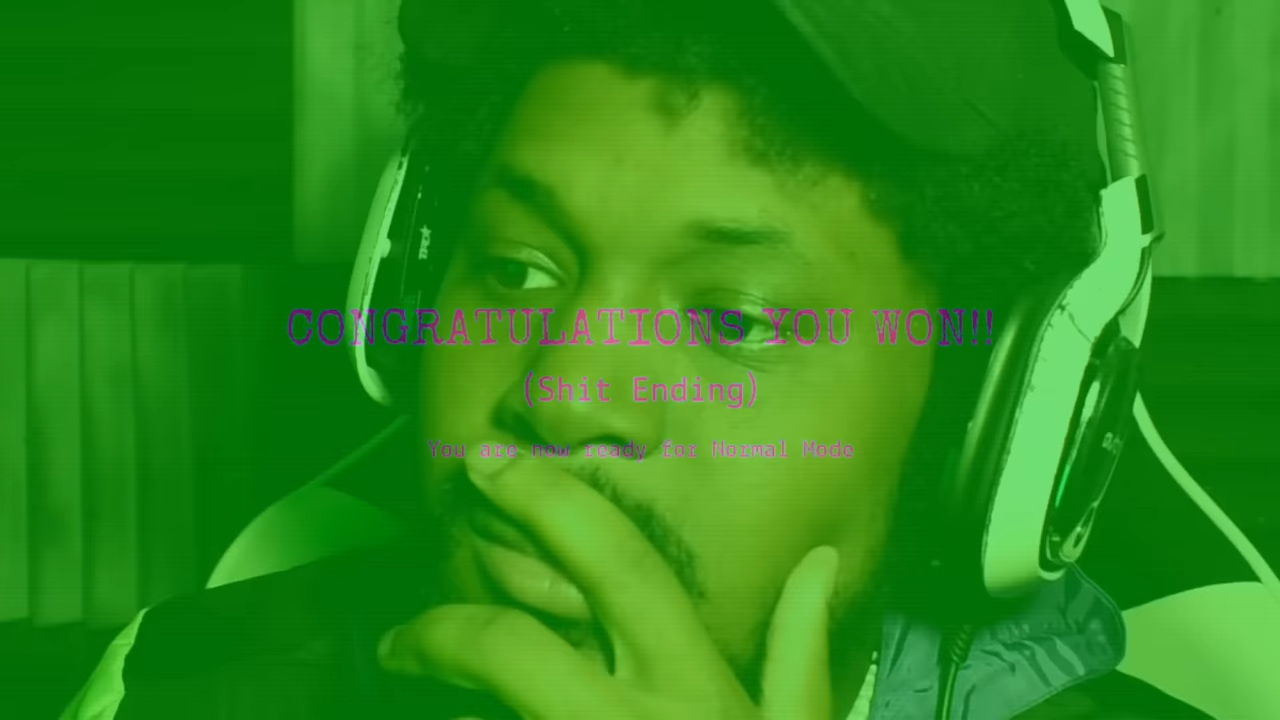 CONGRATULATIONS YOU WON!!
(Shit Ending)
You are now ready for Normal Mode